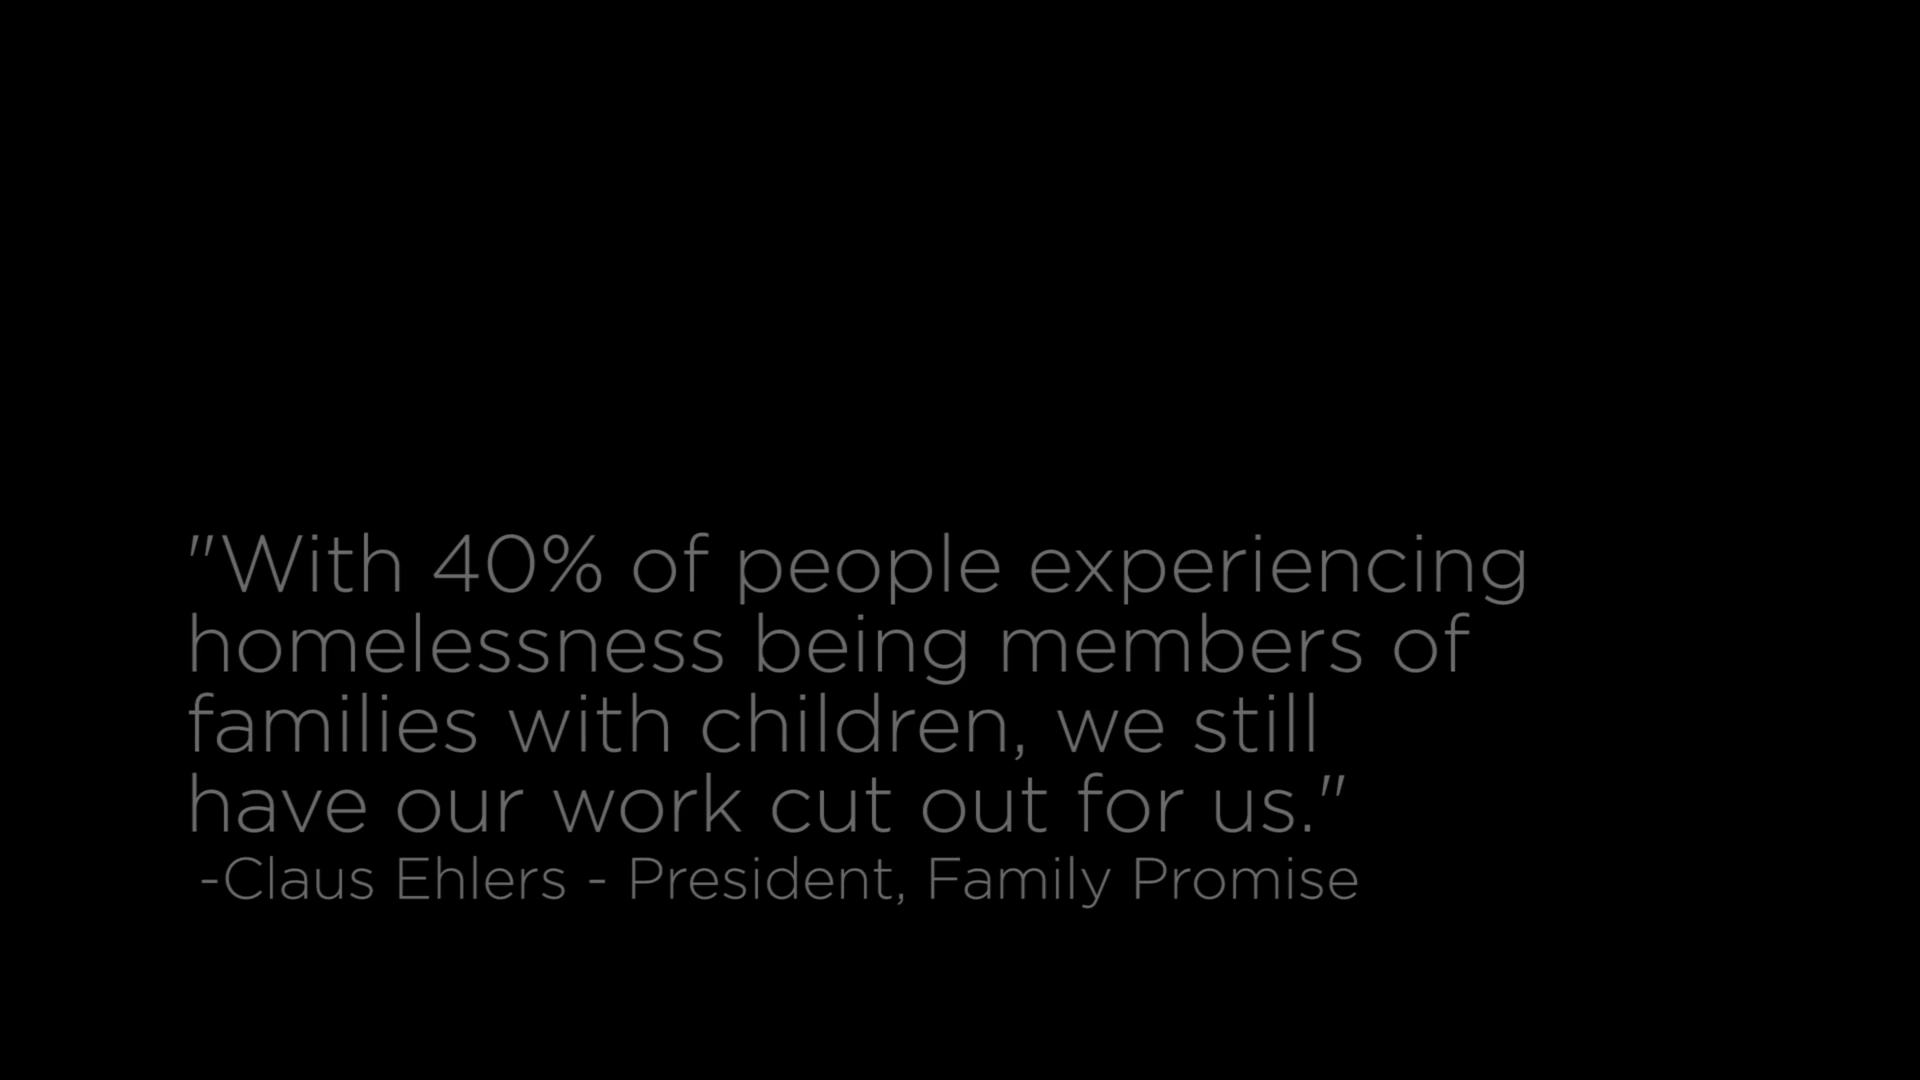 "With 40% of people experiencing
homelessness being members of
families with children, we still
have our work cut out for us."
-Claus Ehlers - President, Family Promise